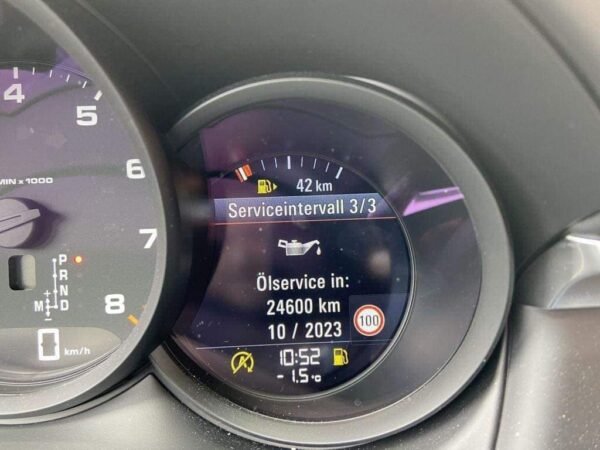 4
5
6
MIN x 1000
7
8
P
R
N
M D
+
-
0 km/h
42 km
Serviceintervall 3/3
Ölservice in:
24600 km
10 / 2023
100
10:52
-1.5 °C